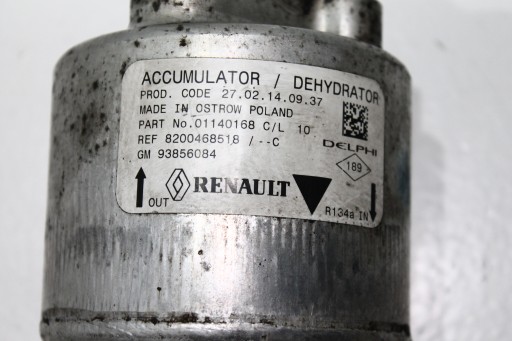 ACCUMULATOR / DEHYDRATOR
PROD. CODE 27.02.14.09.37
MADE IN OSTROW POLAND
PART No.01140168 C/L 10
REF 8200468518 / --C
DELPHI
GM 93856084
189
OUT
RENAULT
R134a IN